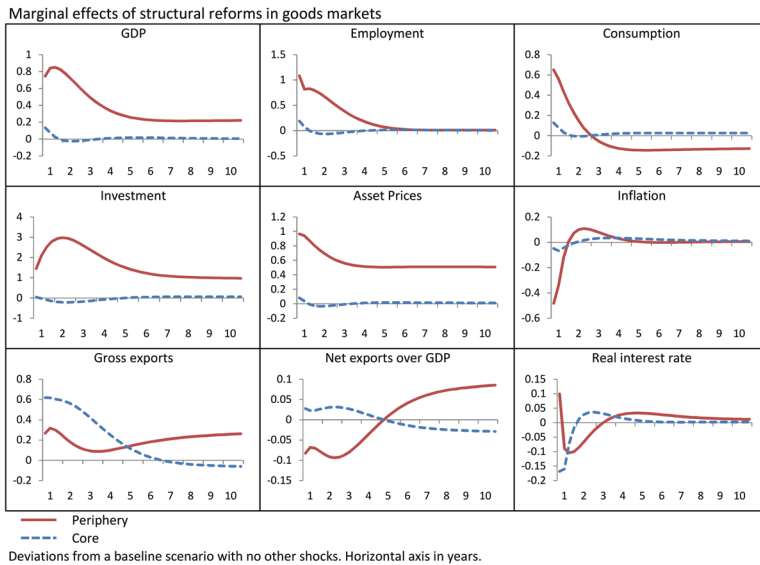 Marginal effects of structural reforms in goods markets
GDP
1
0.8
0.6
0.4
0.2
0
-0.2
1 2 3 4 5 6 7 8 9 10
Employment
1.5
1
0.5
0
-0.5
1 2 3 4 5 6 7 8 9 10
Consumption
0.8
0.6
0.4
0.2
0
-0.2
1 2 3 4 5 6 7 8 9 10
Investment
4
3
2
1
0
-1
1 2 3 4 5 6 7 8 9 10
Asset Prices
1.2
1
0.8
0.6
0.4
0.2
0
-0.2
1 2 3 4 5 6 7 8 9 10
Inflation
0.2
0
-0.2
-0.4
-0.6
1 2 3 4 5 6 7 8 9 10
Gross exports
0.8
0.6
0.4
0.2
0
-0.2
1 2 3 4 5 6 7 8 9 10
Net exports over GDP
0.1
0.05
0
-0.05
-0.1
-0.15
1 2 3 4 5 6 7 8 9 10
Real interest rate
0.15
0.1
0.05
0
-0.05
-0.1
-0.15
-0.2
1 2 3 4 5 6 7 8 9 10
Periphery
Core
Deviations from a baseline scenario with no other shocks. Horizontal axis in years.